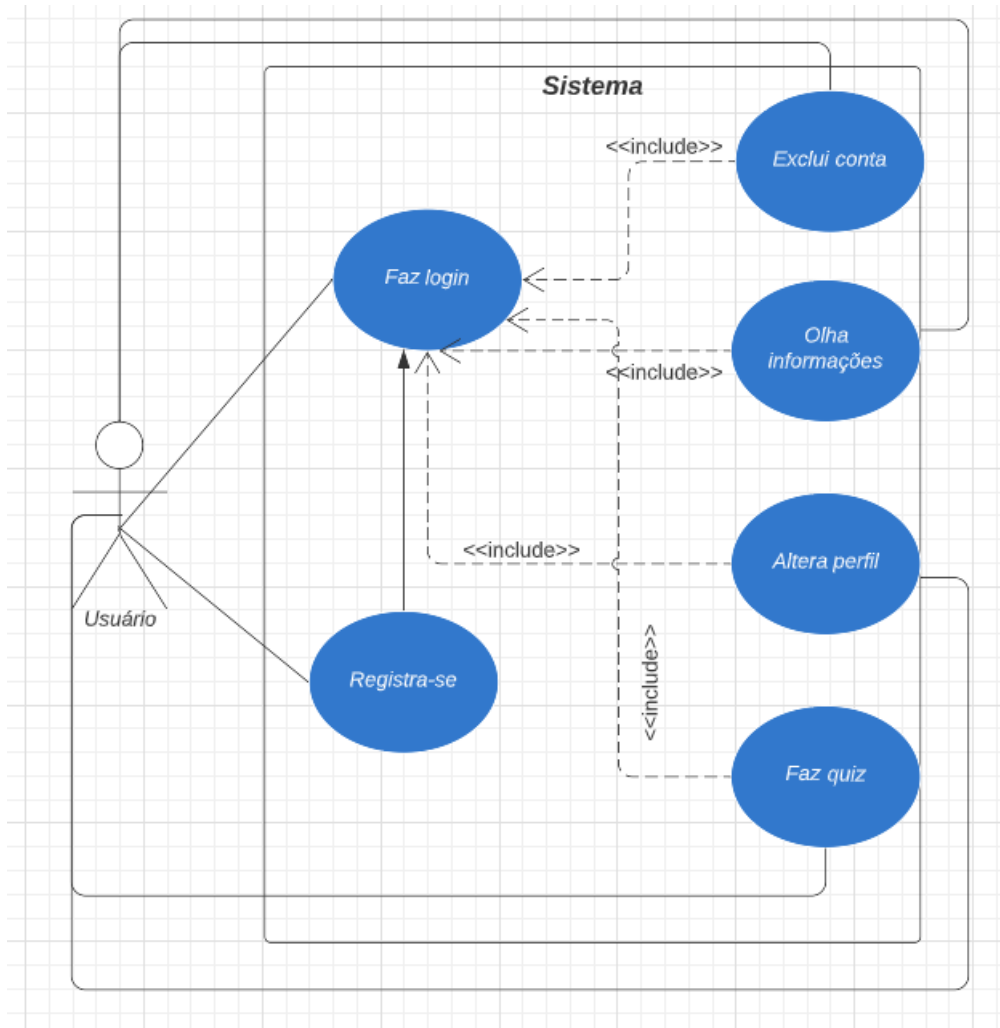 Sistema
<<include>>
Exclui conta
Faz login
Olha
informações
<<include>>
<<include>>
Altera perfil
Usuário
<<include>>
Registra-se
Faz quiz